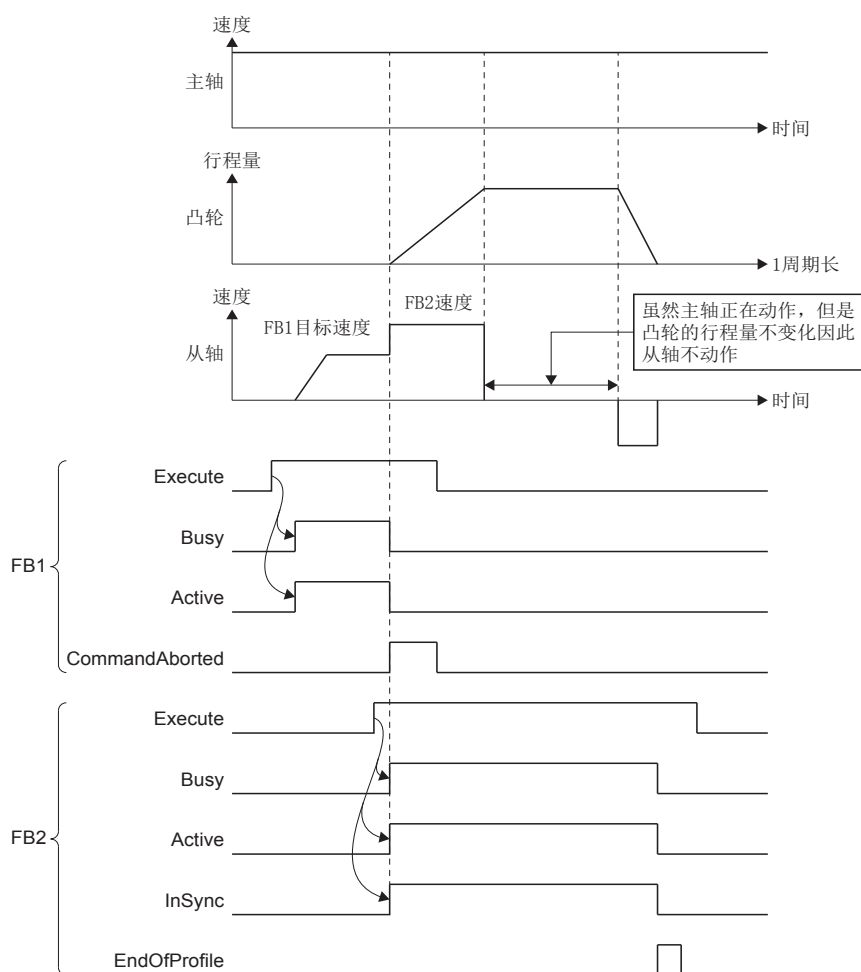 速度
主轴
时间
行程量
凸轮
1周期长
速度
FB1目标速度
FB2速度
虽然主轴正在动作，但是
凸轮的行程量不变化因此
从轴不动作
从轴
时间
FB1
Execute
Busy
Active
CommandAborted
FB2
Execute
Busy
Active
InSync
EndOfProfile